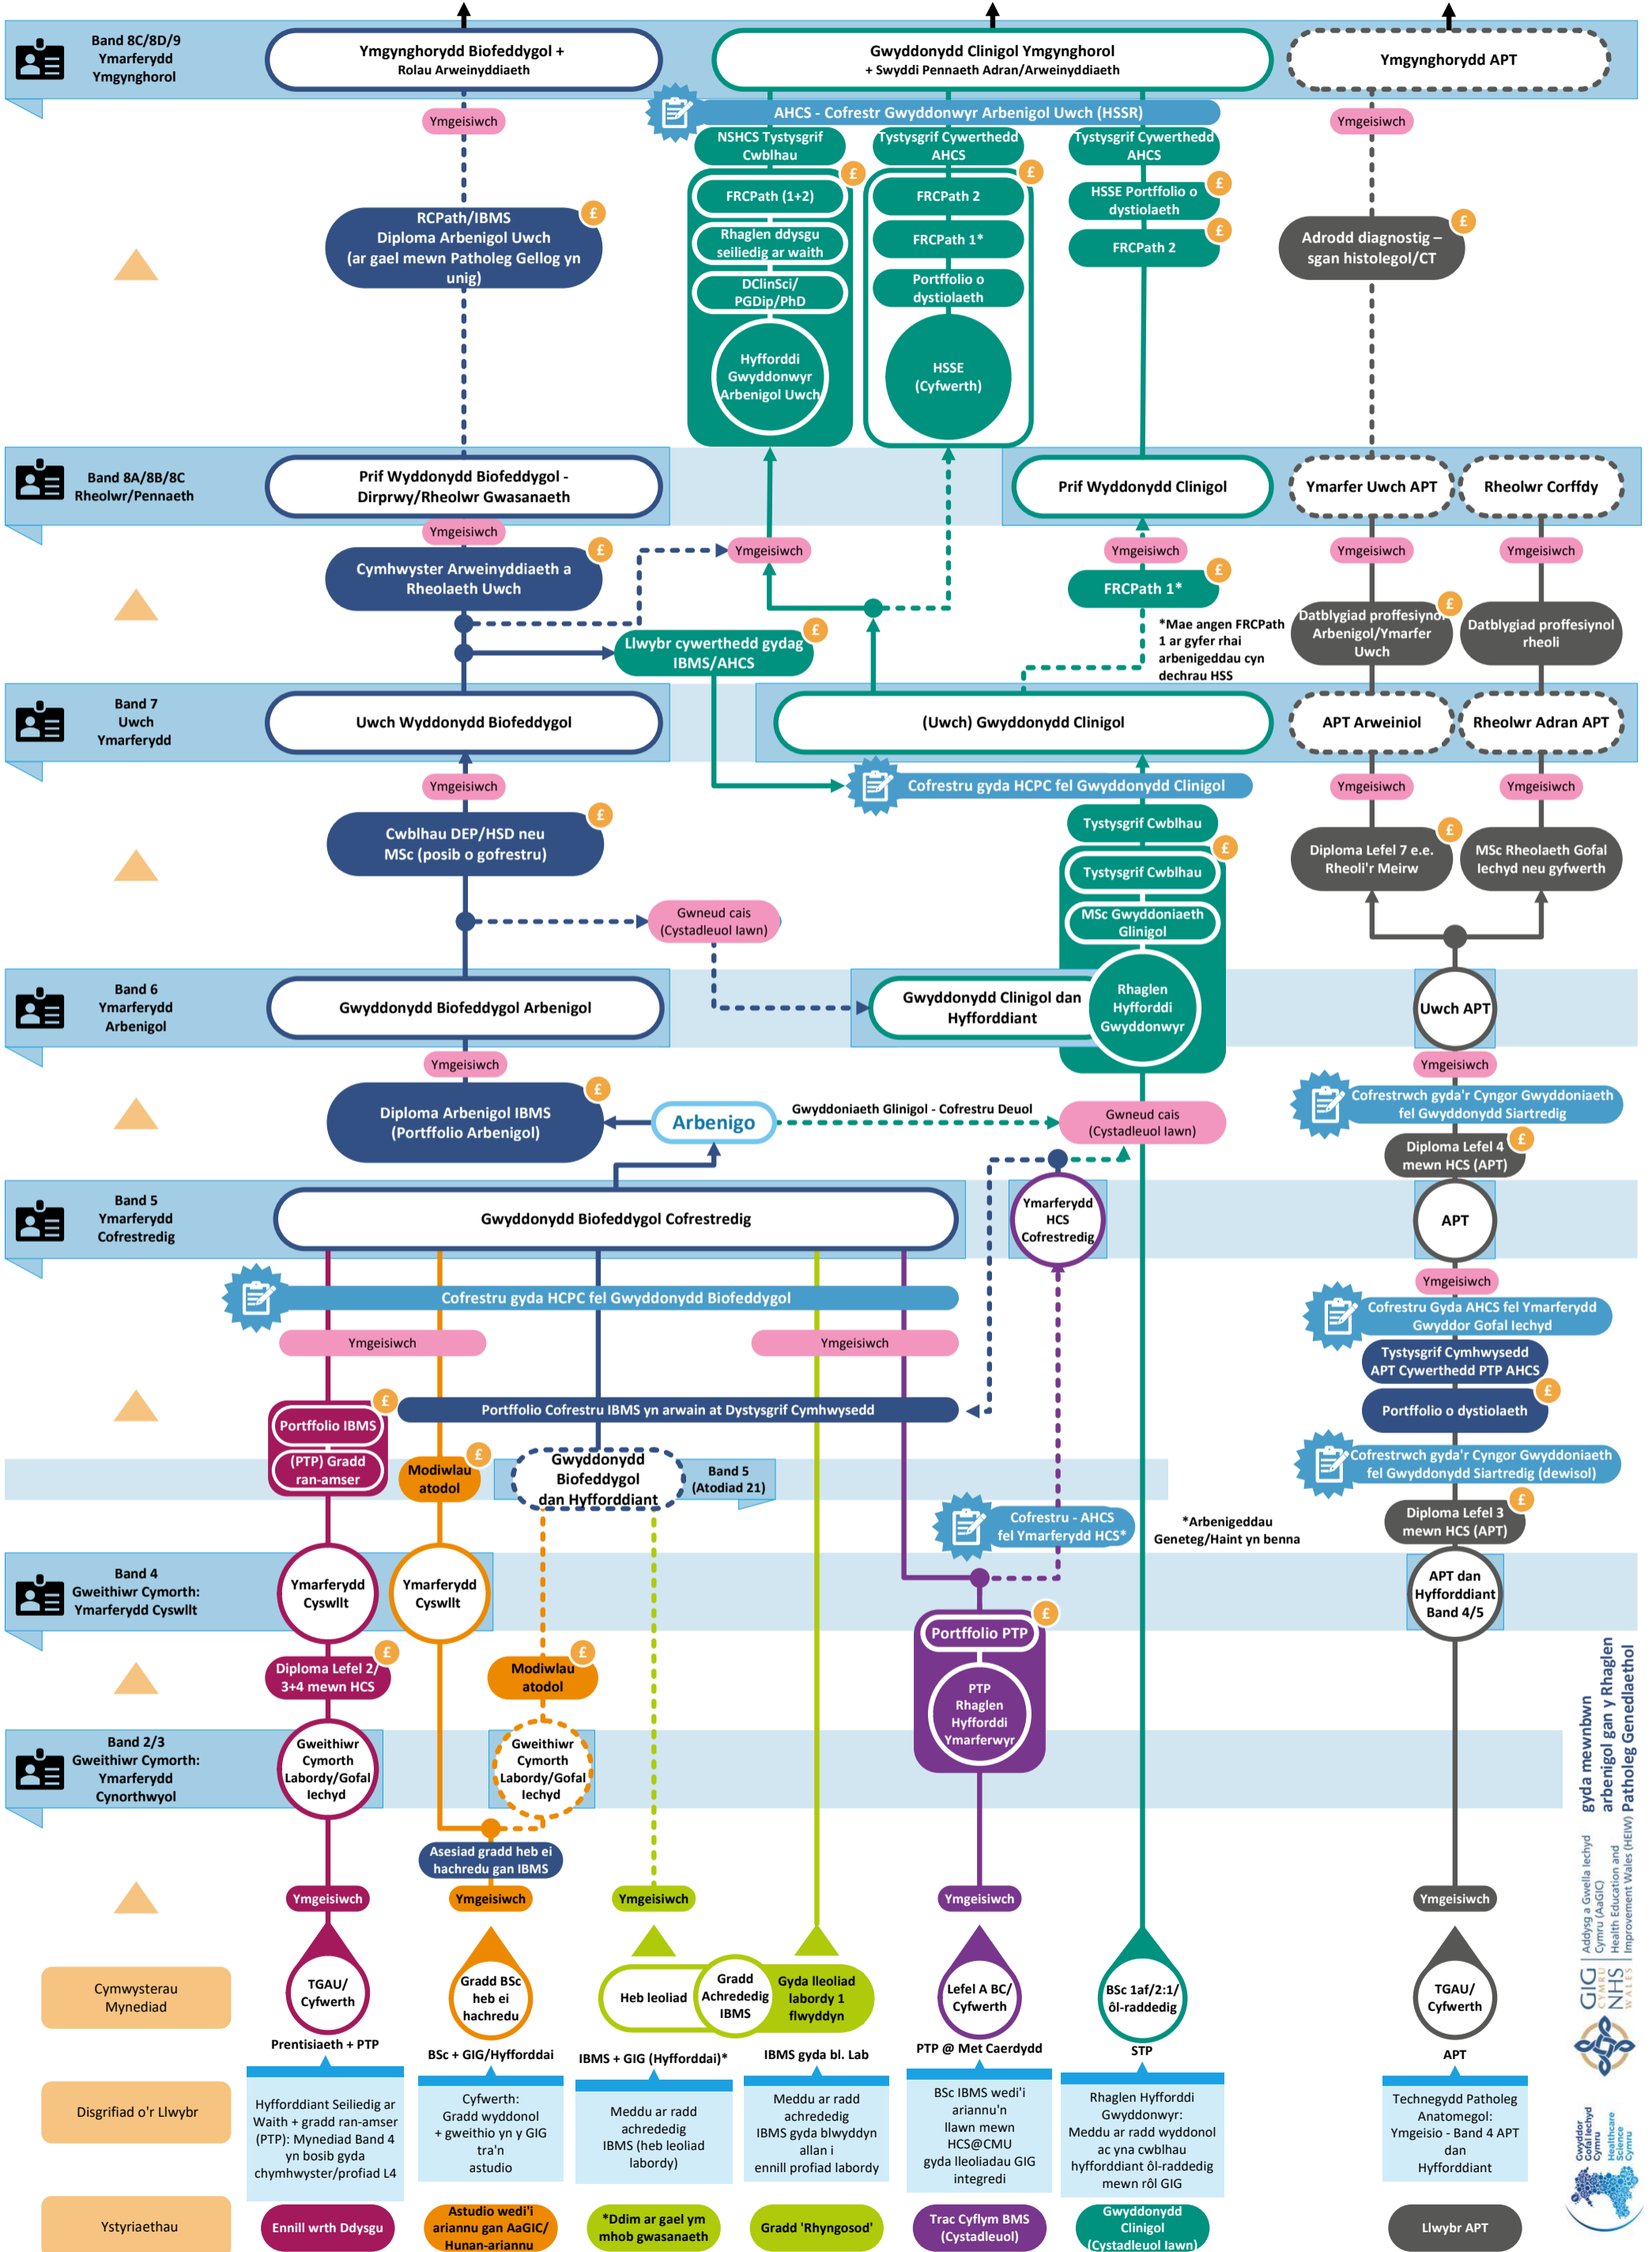 Band 8C/8D/9
Ymarferydd
Ymgynghorol
Ymgynghorydd Biofeddygol +
Rolau Arweinyddiaeth
Gwyddonydd Clinigol Ymgynghorol
+ Swyddi Pennaeth Adran/Arweinyddiaeth
Ymgynghorydd APT
Ymgeisiwch
AHCS - Cofrestr Gwyddonwyr Arbenigol Uwch (HSSR)
Ymgeisiwch
NSHCS Tystysgrif
Cwblhau
Tystysgrif Cywerthedd
AHCS
Tystysgrif Cywerthedd
AHCS
£
£
FRCPath (1+2)
FRCPath 2
HSSE Portffolio o
dystiolaeth
£
RCPath/IBMS
Diploma Arbenigol Uwch
(ar gael mewn Patholeg Gellog yn
unig)
£
Rhaglen ddysgu
seiliedig ar waith
FRCPath 1*
FRCPath 2
£
Adrodd diagnostig –
sgan histolegol/CT
£
DClinSci/
PGDip/PhD
Portffolio o
dystiolaeth
Hyfforddi
Gwyddonwyr
Arbenigol Uwch
HSSE
(Cyfwerth)
Band 8A/8B/8C
Rheolwr/Pennaeth
Prif Wyddonydd Biofeddygol -
Dirprwy/Rheolwr Gwasanaeth
Prif Wyddonydd Clinigol
Ymarfer Uwch APT
Rheolwr Corffdy
Ymgeisiwch
Ymgeisiwch
Ymgeisiwch
Ymgeisiwch
Ymgeisiwch
Cymhwyster Arweinyddiaeth a
Rheolaeth Uwch
£
FRCPath 1*
£
*Mae angen FRCPath
1 ar gyfer rhai
arbenigeddau cyn
dechrau HSS
Datblygiad proffesiynol
Arbenigol/Ymarfer
Uwch
£
Datblygiad proffesiynol
rheoli
Llwybr cywerthedd gydag
IBMS/AHCS
£
Band 7
Uwch
Ymarferydd
Uwch Wyddonydd Biofeddygol
(Uwch) Gwyddonydd Clinigol
APT Arweiniol
Rheolwr Adran APT
Ymgeisiwch
Cofrestru gyda HCPC fel Gwyddonydd Clinigol
Ymgeisiwch
Ymgeisiwch
Cwblhau DEP/HSD neu
MSc (posib o gofrestru)
£
Tystysgrif Cwblhau
£
Tystysgrif Cwblhau
Diploma Lefel 7 e.e.
Rheoli'r Meirw
£
MSc Rheolaeth Gofal
Iechyd neu gyfwerth
Gwneud cais
(Cystadleuol Iawn)
MSc Gwyddoniaeth
Glinigol
Band 6
Ymarferydd
Arbenigol
Gwyddonydd Biofeddygol Arbenigol
Gwyddonydd Clinigol dan
Hyfforddiant
Rhaglen
Hyfforddi
Gwyddonwyr
Uwch APT
Ymgeisiwch
Ymgeisiwch
Diploma Arbenigol IBMS
(Portffolio Arbenigol)
£
Arbenigo
Gwyddoniaeth Glinigol - Cofrestru Deuol
Gwneud cais
(Cystadleuol Iawn)
Cofrestrwch gyda'r Cyngor Gwyddoniaeth
fel Gwyddonydd Siartredig
Diploma Lefel 4
mewn HCS (APT)
£
Band 5
Ymarferydd
Cofrestredig
Gwyddonydd Biofeddygol Cofrestredig
Ymarferydd
HCS
Cofrestredig
APT
Ymgeisiwch
Cofrestru gyda HCPC fel Gwyddonydd Biofeddygol
Cofrestru Gyda AHCS fel Ymarferydd
Gwyddor Gofal Iechyd
Ymgeisiwch
Ymgeisiwch
Tystysgrif Cymhwysedd
APT Cywerthedd PTP AHCS
Portffolio IBMS
£
Portffolio Cofrestru IBMS yn arwain at Dystysgrif Cymhwysedd
Portffolio o dystiolaeth
£
(PTP) Gradd
ran-amser
Modiwlau
atodol
£
Gwyddonydd
Biofeddygol
dan Hyfforddiant
Band 5
(Atodiad 21)
Cofrestrwch gyda'r Cyngor Gwyddoniaeth
fel Gwyddonydd Siartredig (dewisol)
Cofrestru - AHCS
fel Ymarferydd HCS*
*Arbenigeddau
Geneteg/Haint yn benna
Diploma Lefel 3
mewn HCS (APT)
£
Band 4
Gweithiwr Cymorth:
Ymarferydd Cyswllt
Ymarferydd
Cyswllt
Ymarferydd
Cyswllt
APT dan
Hyfforddiant
Band 4/5
Portffolio PTP
£
Diploma Lefel 2/
3+4 mewn HCS
£
Modiwlau
atodol
£
PTP
Rhaglen
Hyfforddi
Ymarferwyr
Band 2/3
Gweithiwr Cymorth:
Ymarferydd
Cynorthwyol
Gweithiwr
Cymorth
Labordy/Gofal
Iechyd
Gweithiwr
Cymorth
Labordy/Gofal
Iechyd
Asesiad gradd heb ei
hachredu gan IBMS
Ymgeisiwch
Ymgeisiwch
Ymgeisiwch
Ymgeisiwch
Ymgeisiwch
Cymwysterau
Mynediad
TGAU/
Cyfwerth
Gradd BSc
heb ei
hachredu
Heb leoliad
Gradd
Achrededig
IBMS
Gyda lleoliad
labordy 1
flwyddyn
Lefel A BC/
Cyfwerth
BSc 1af/2:1/
ôl-raddedig
TGAU/
Cyfwerth
Prentisiaeth + PTP
BSc + GIG/Hyfforddai
IBMS + GIG (Hyfforddai)*
IBMS gyda bl. Lab
PTP @ Met Caerdydd
STP
APT
Disgrifiad o'r Llwybr
Hyfforddiant Seiliedig ar
Waith + gradd ran-amser
(PTP): Mynediad Band 4
yn bosib gyda
chymhwyster/profiad L4
Cyfwerth:
Gradd wyddonol
+ gweithio yn y GIG
tra'n
astudio
Meddu ar radd
achrededig
IBMS (heb leoliad
labordy)
Meddu ar radd
achrededig
IBMS gyda blwyddyn
allan i
ennill profiad labordy
BSc IBMS wedi'i
ariannu'n
llawn mewn
HCS@CMU
gyda lleoliadau GIG
integredi
Rhaglen Hyfforddi
Gwyddonwyr:
Meddu ar radd wyddonol
ac yna cwblhau
hyfforddiant ôl-raddedig
mewn rôl GIG
Technegydd Patholeg
Anatomegol:
Ymgeisio - Band 4 APT
dan
Hyfforddiant
Ystyriaethau
Ennill wrth Ddysgu
Astudio wedi'i
ariannu gan AaGIC/
Hunan-ariannu
*Ddim ar gael ym
mhob gwasanaeth
Gradd 'Rhyngosod'
Trac Cyflym BMS
(Cystadleuol)
Gwyddonydd
Clinigol
(Cystadleuol Iawn)
Llwybr APT
gyda mewnbwn
arbenigol gan y Rhaglen
Patholeg Genedlaethol
GIG
CYMRU
NHS
WALES
Addysg a Gwella Iechyd
Cymru (AaGIC)
Health Education and
Improvement Wales (HEIW)
Gwyddor
Gofal Iechyd
Cymru
Healthcare
Science
Cymru